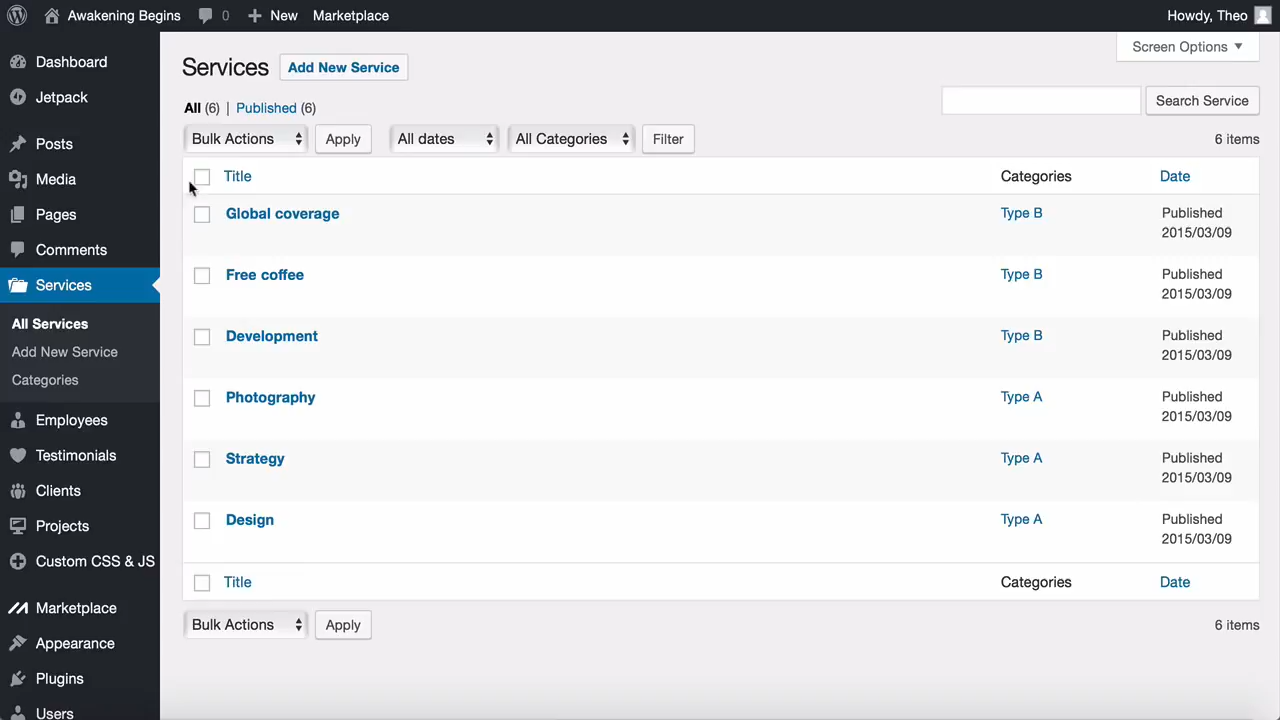 Awakening Begins 0 New Marketplace Howdy, Theo
Dashboard
Jetpack
Posts
Media
Pages
Comments
Services
All Services
Add New Service
Categories
Employees
Testimonials
Clients
Projects
Custom CSS & JS
Marketplace
Appearance
Plugins
Users
Screen Options
Services Add New Service
All (6) | Published (6)
Search Service
Bulk Actions Apply All dates All Categories Filter 6 items
Title Categories Date
Global coverage Type B Published
2015/03/09
Free coffee Type B Published
2015/03/09
Development Type B Published
2015/03/09
Photography Type A Published
2015/03/09
Strategy Type A Published
2015/03/09
Design Type A Published
2015/03/09
Title Categories Date
Bulk Actions Apply 6 items